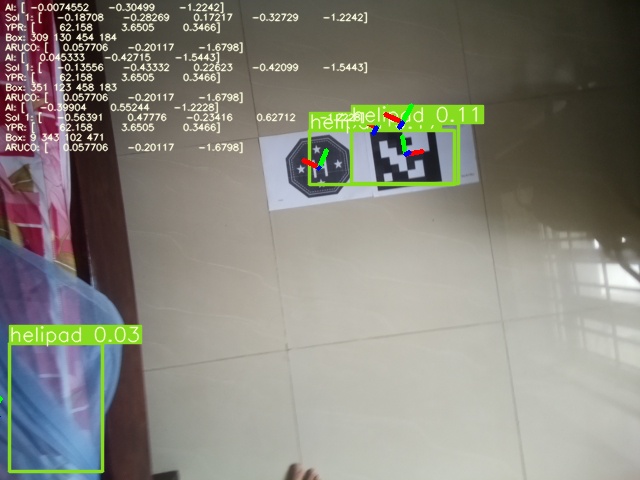 AI: [ -0.0074552 -0.30499 -1.2242]
Sol 1: [ -0.18708 -0.28269 0.17217 -0.32729 -1.2242]
YPR: [ 62.158 3.6505 0.3466]
Box: 309 130 454 184
ARUCO: [ 0.057706 -0.20117 -1.6798]
AI: [ 0.045333 -0.42715 -1.5443]
Sol 1: [ -0.13556 -0.43332 0.22623 -0.42099 -1.5443]
YPR: [ 62.158 3.6505 0.3466]
Box: 351 123 458 183
ARUCO: [ 0.057706 -0.20117 -1.6798]
AI: [ -0.39904 0.55244 -1.2228]
Sol 1: [ -0.56391 0.47776 -0.23416 0.62712 -1.2228]
YPR: [ 62.158 3.6505 0.3466]
Box: 9 343 102 471
ARUCO: [ 0.057706 -0.20117 -1.6798]
helipad 0.11
helipad
helipad 0.03